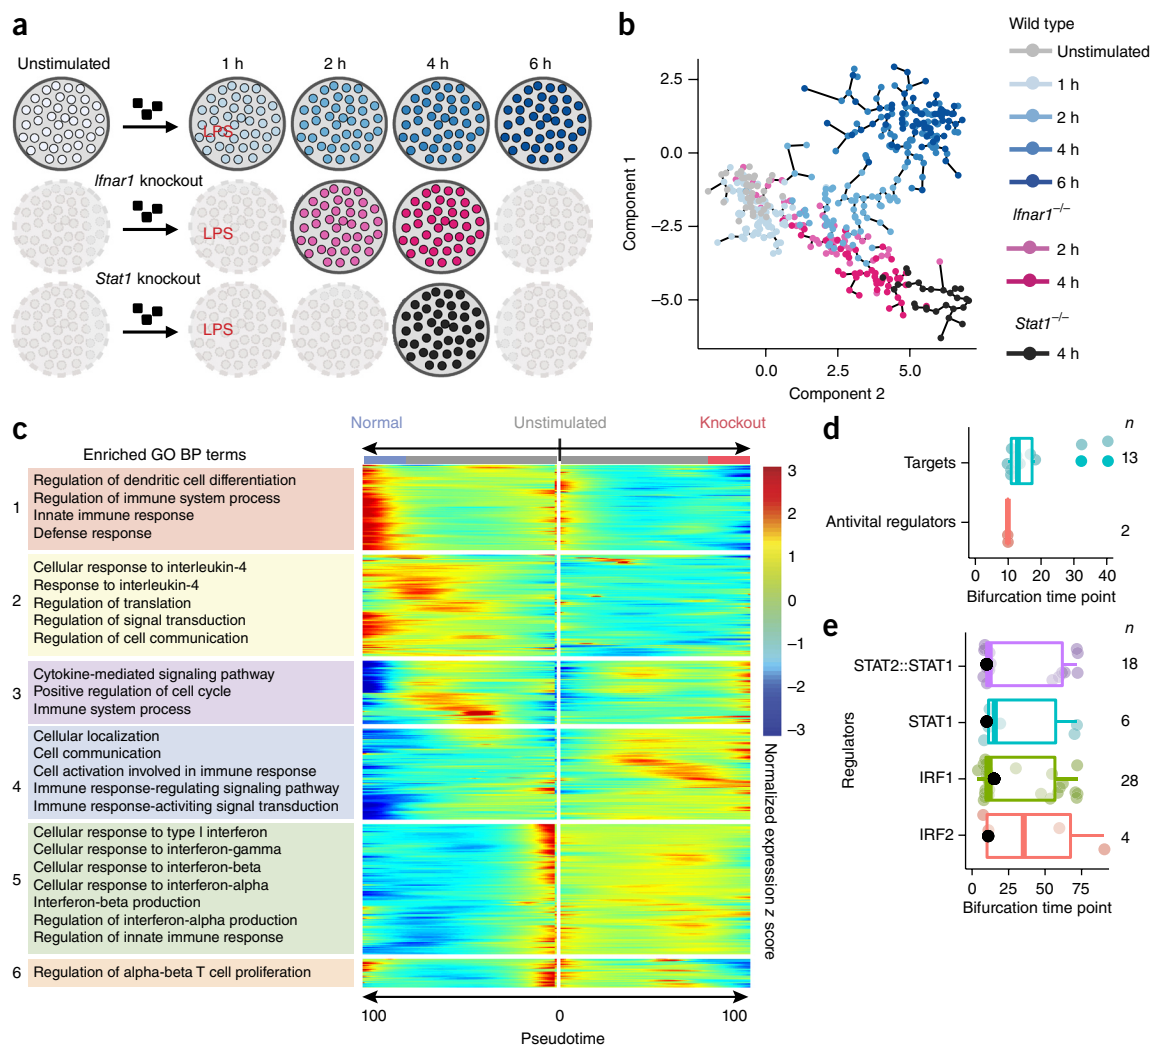 a
Unstimulated
1 h
2 h
4 h
6 h
LPS
Ifnar1 knockout
LPS
Stat1 knockout
LPS
b
Component 1
2.5
0.0
−2.5
−5.0
0.0
2.5
5.0
Component 2
Wild type
Unstimulated
1 h
2 h
4 h
6 h
Ifnar1−/−
2 h
4 h
Stat1−/−
4 h
c
Normal
Unstimulated
Knockout
Enriched GO BP terms
1
Regulation of dendritic cell differentiation
Regulation of immune system process
Innate immune response
Defense response
2
Cellular response to interleukin-4
Response to interleukin-4
Regulation of translation
Regulation of signal transduction
Regulation of cell communication
3
Cytokine-mediated signaling pathway
Positive regulation of cell cycle
Immune system process
4
Cellular localization
Cell communication
Cell activation involved in immune response
Immune response-regulating signaling pathway
Immune response-activiting signal transduction
5
Cellular response to type I interferon
Cellular response to interferon-gamma
Cellular response to interferon-beta
Cellular response to interferon-alpha
Interferon-beta production
Regulation of interferon-alpha production
Regulation of innate immune response
6
Regulation of alpha-beta T cell proliferation
100
0
100
Pseudotime
3
2
1
0
−1
−2
−3
Normalized expression z score
d
n
Targets
13
Antivital regulators
2
0
10
20
30
40
Bifurcation time point
e
n
Regulators
STAT2::STAT1
18
STAT1
6
IRF1
28
IRF2
4
0
25
50
75
Bifurcation time point